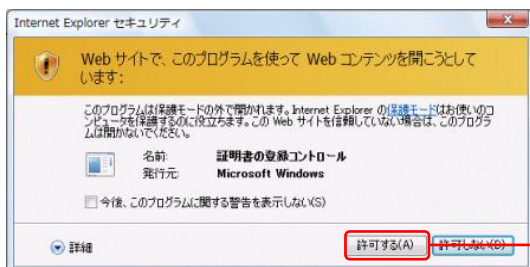 Internet Explorer セキュリティ
Web サイトで、このプログラムを使って Web コンテンツを開こうとして
います:
このプログラムは保護モードの外で開かれます。Internet Explorer の保護モードはお使いのコ
ンピュータを保護するのに役立ちます。この Web サイトを信頼していない場合は、このプログラ
ムは開かないでください。
名前: 証明書の登録コントロール
発行元: Microsoft Windows
今後、このプログラムに関する警告を表示しない(S)
詳細 許可する(A) 許可しない(D)